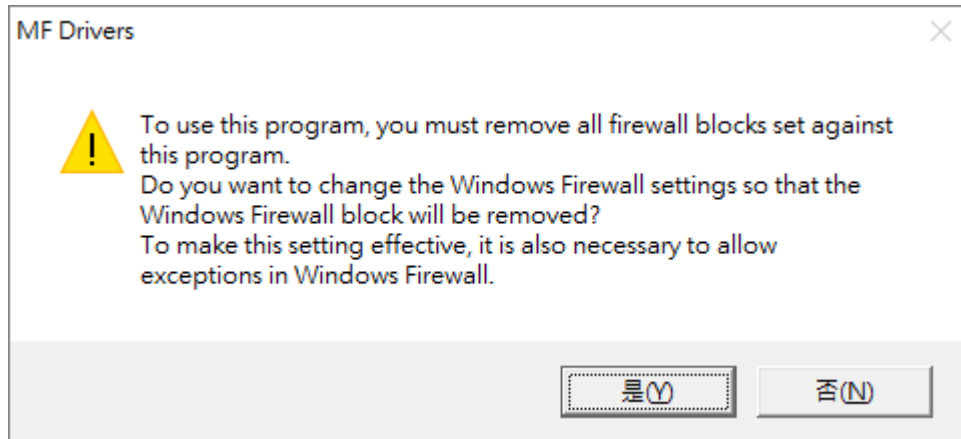 MF Drivers
To use this program, you must remove all firewall blocks set against
this program.
Do you want to change the Windows Firewall settings so that the
Windows Firewall block will be removed?
To make this setting effective, it is also necessary to allow
exceptions in Windows Firewall.
是(Y)
否(N)